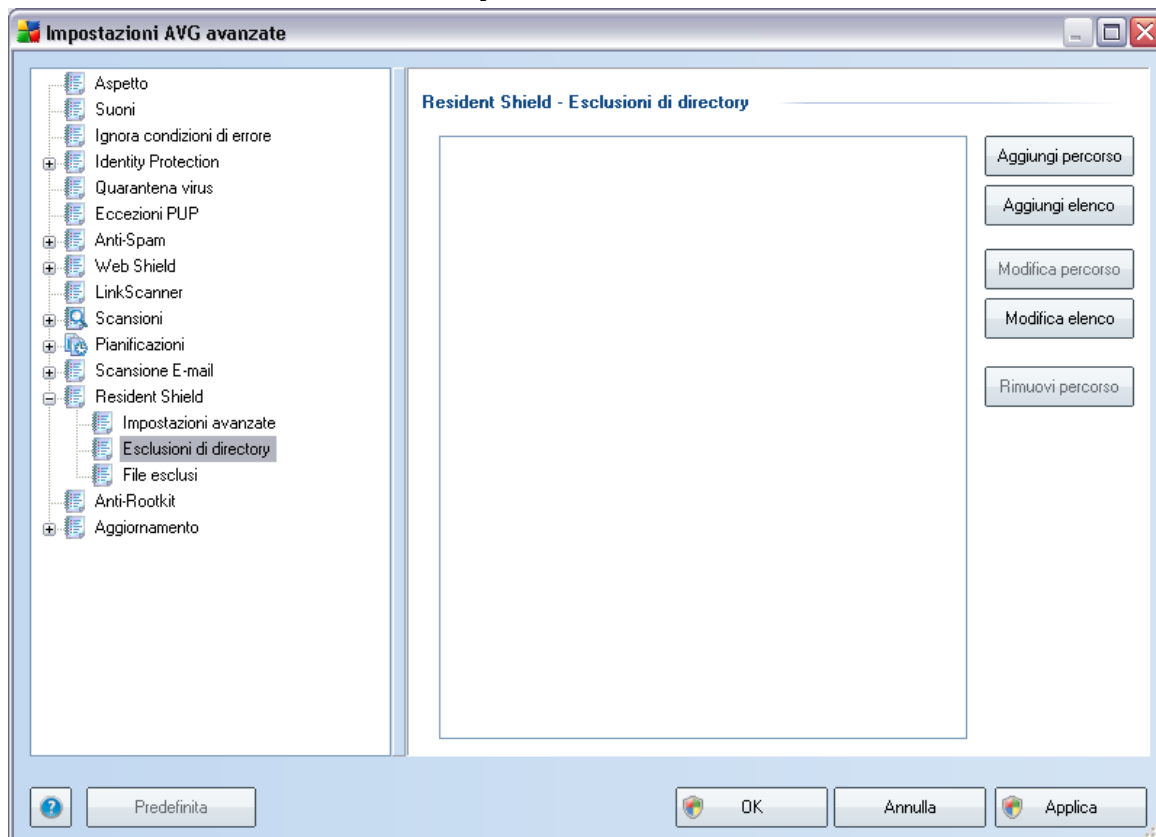 Impostazioni AVG avanzate
Aspetto
Suoni
Ignora condizioni di errore
Identity Protection
Quarantena virus
Eccezioni PUP
Anti-Spam
Web Shield
LinkScanner
Scansioni
Pianificazioni
Scansione E-mail
Resident Shield
Impostazioni avanzate
Esclusioni di directory
File esclusi
Anti-Rootkit
Aggiornamento
Resident Shield - Esclusioni di directory
Aggiungi percorso
Aggiungi elenco
Modifica percorso
Modifica elenco
Rimuovi percorso
Predefinita
OK
Annulla
Applica